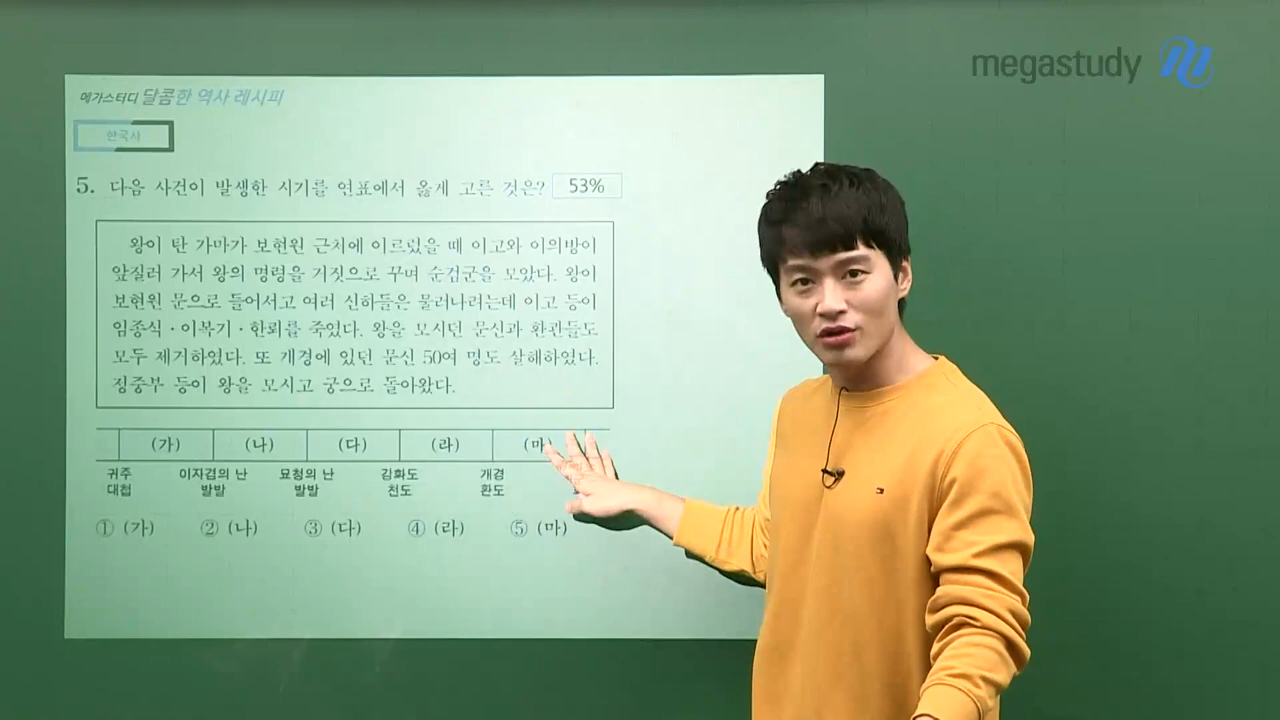 megastudy
메가스터디 달콤한 역사 레시피
한국사
5. 다음 사건이 발생한 시기를 연표에서 옳게 고른 것은? 53%
왕이 탄 가마가 보현원 근처에 이르렀을 때 이고와 이의방이
앞질러 가서 왕의 명령을 거짓으로 꾸며 순검군을 모았다. 왕이
보현원 문으로 들어서고 여러 신하들은 물러나려는데 이고 등이
임종식·이복기·한뢰를 죽였다. 왕을 모시던 문신과 환관들도
모두 제거하였다. 또 개경에 있던 문신 50여 명도 살해하였다.
정중부 등이 왕을 모시고 궁으로 돌아왔다.
(가) (나) (다) (라) (마)
귀주 이자겸의 난 묘청의 난 강화도 개경
대첩 발발 발발 천도 환도
① (가) ② (나) ③ (다) ④ (라) ⑤ (마)